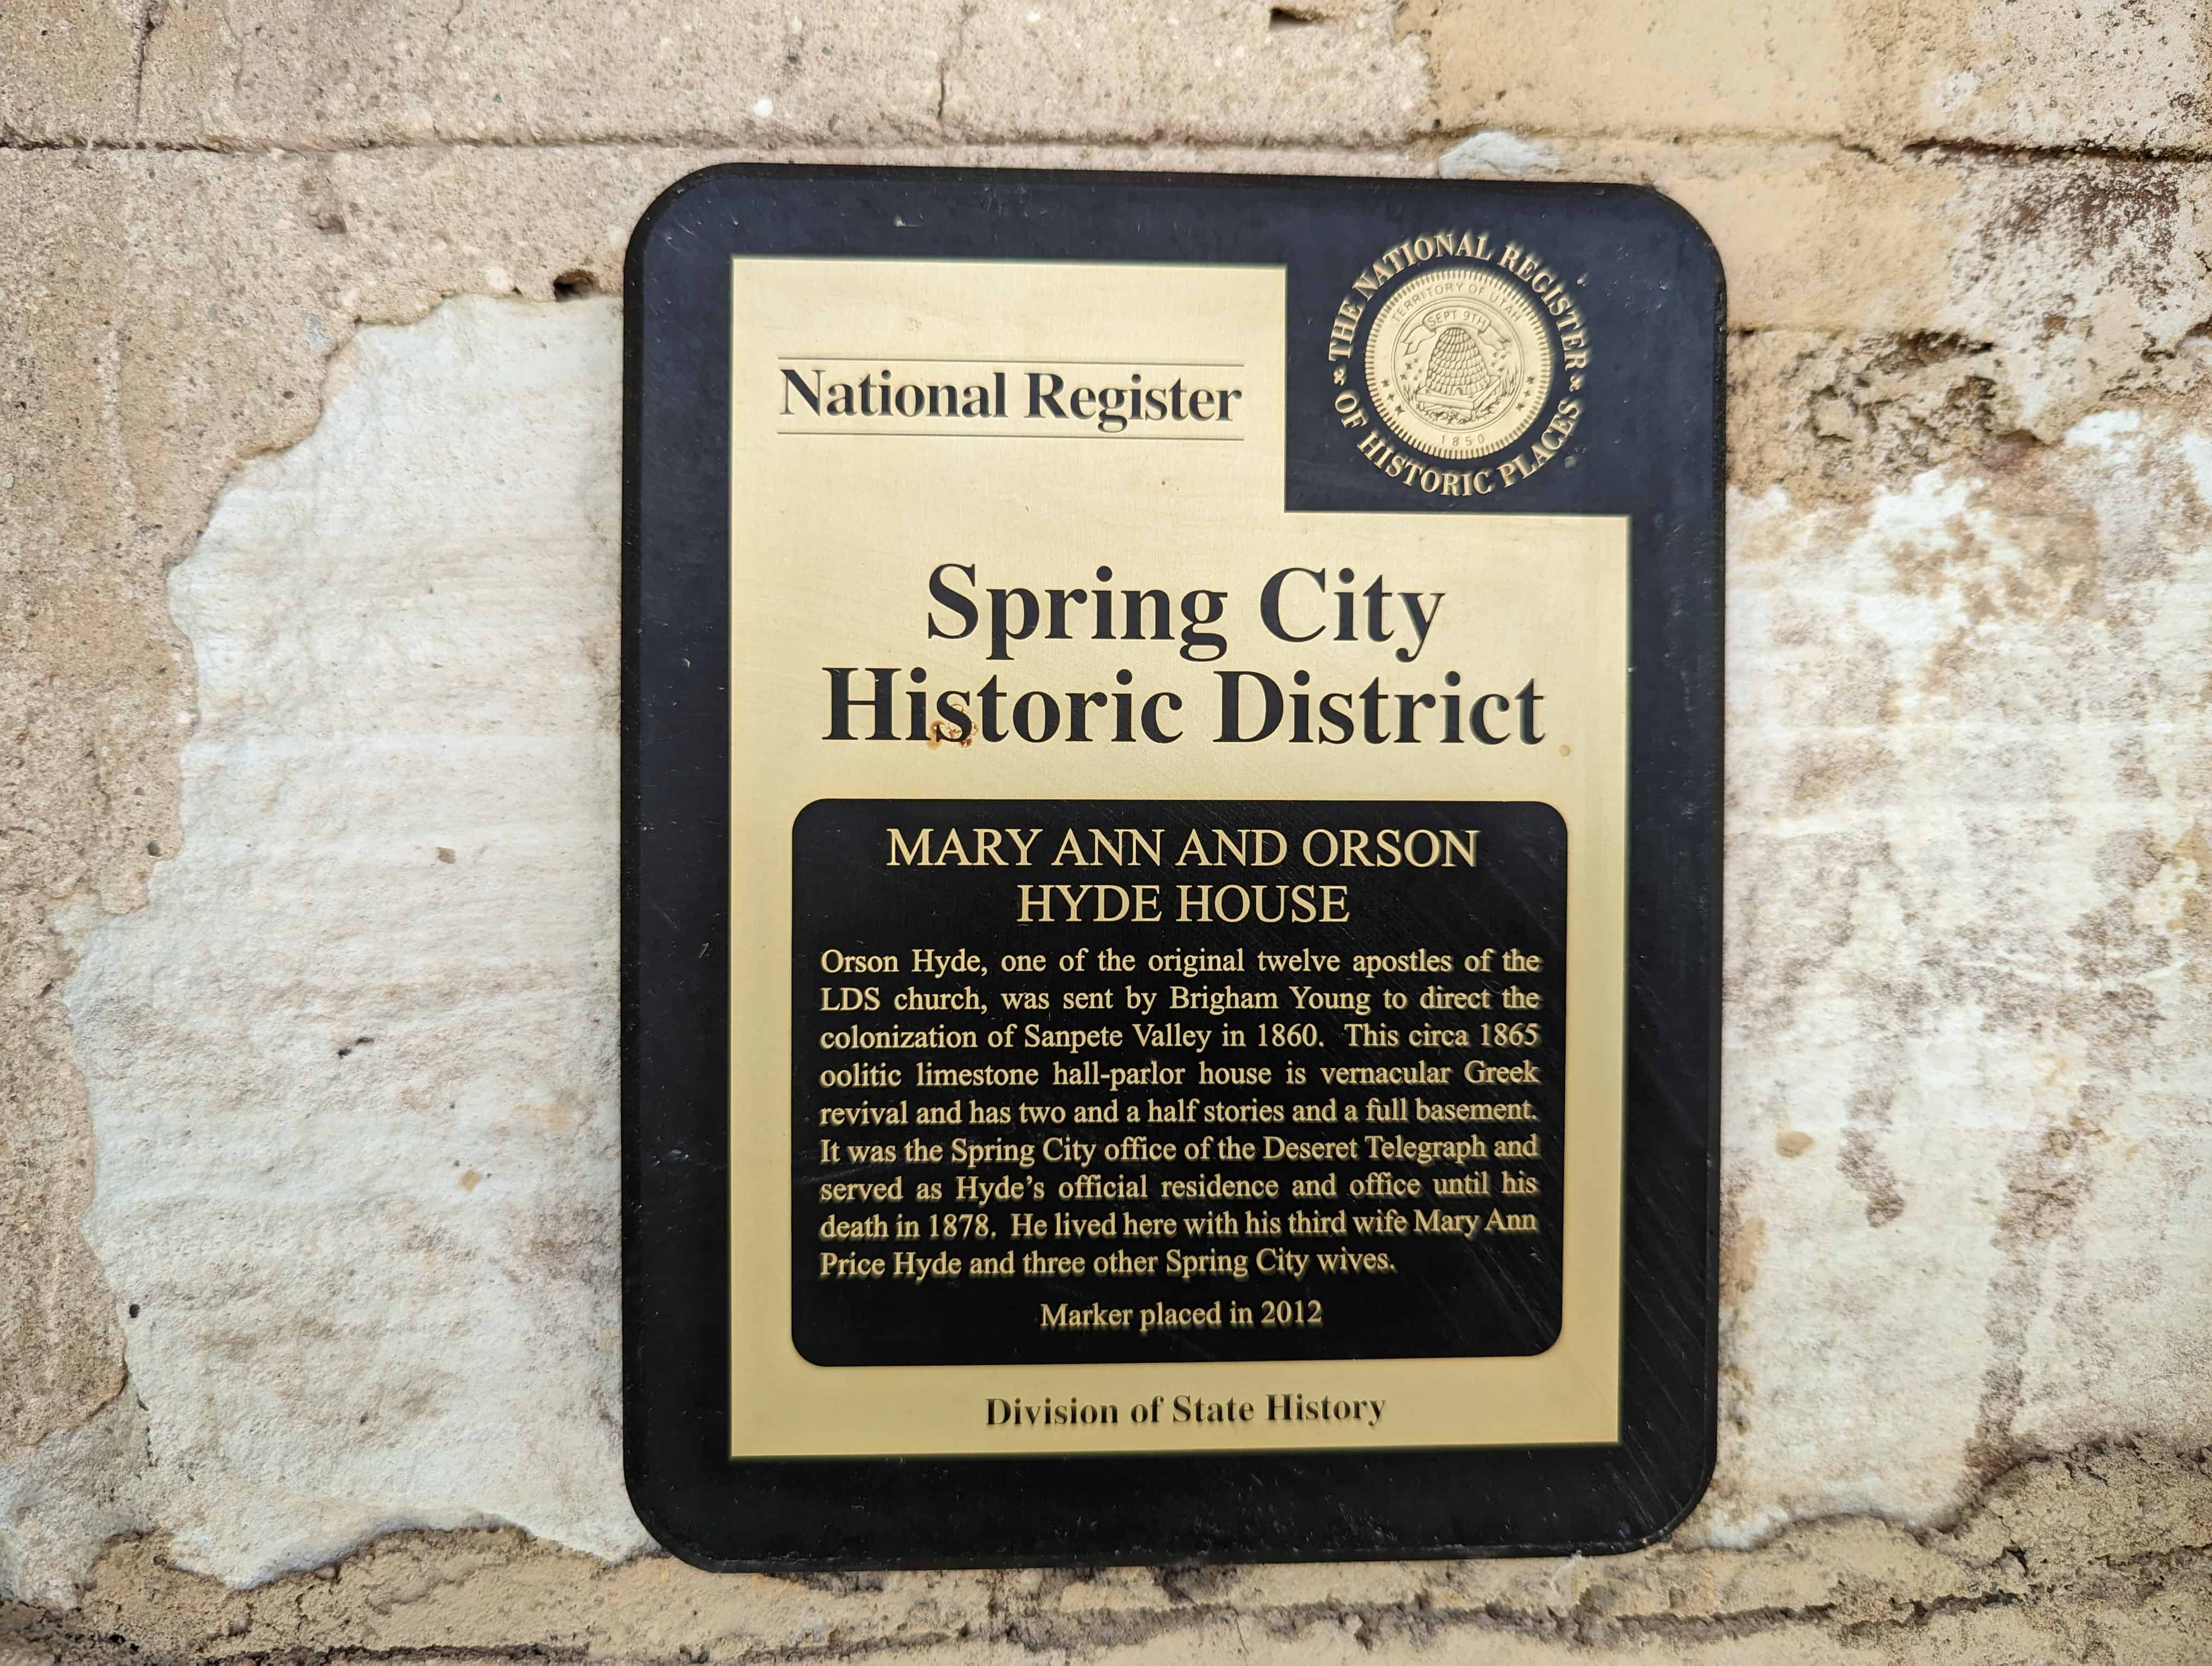 National Register
THE NATIONAL REGISTER
OF HISTORIC PLACES
TERRITORY OF UTAH
SEPT 9TH
1850
Spring City
Historic District
MARY ANN AND ORSON
HYDE HOUSE
Orson Hyde, one of the original twelve apostles of the
LDS church, was sent by Brigham Young to direct the
colonization of Sanpete Valley in 1860. This circa 1865
oolitic limestone hall-parlor house is vernacular Greek
revival and has two and a half stories and a full basement.
It was the Spring City office of the Deseret Telegraph and
served as Hyde's official residence and office until his
death in 1878. He lived here with his third wife Mary Ann
Price Hyde and three other Spring City wives.
Marker placed in 2012
Division of State History